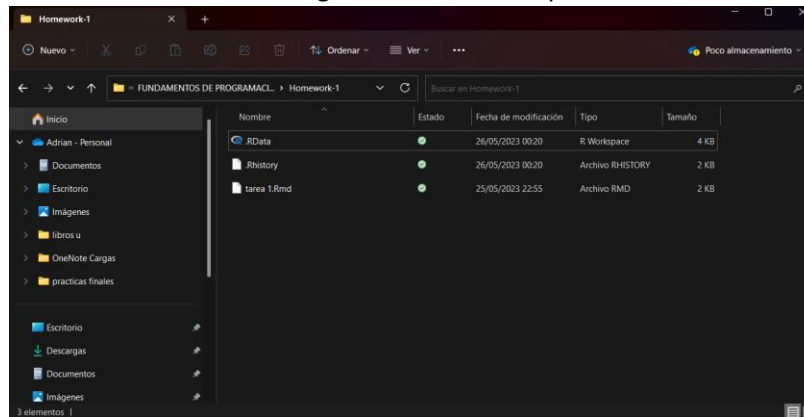 Homework-1
Nuevo Ordenar Ver Poco almacenamiento
« FUNDAMENTOS DE PROGRAMACI... > Homework-1 Buscar en Homework-1
Inicio
Nombre Estado Fecha de modificación Tipo Tamaño
Adrian - Personal
.RData 26/05/2023 00:20 R Workspace 4 KB
Documentos
.Rhistory 26/05/2023 00:20 Archivo RHISTORY 2 KB
Escritorio
tarea 1.Rmd 25/05/2023 22:55 Archivo RMD 2 KB
Imágenes
libros u
OneNote Cargas
practicas finales
Escritorio
Descargas
Documentos
Imágenes
3 elementos